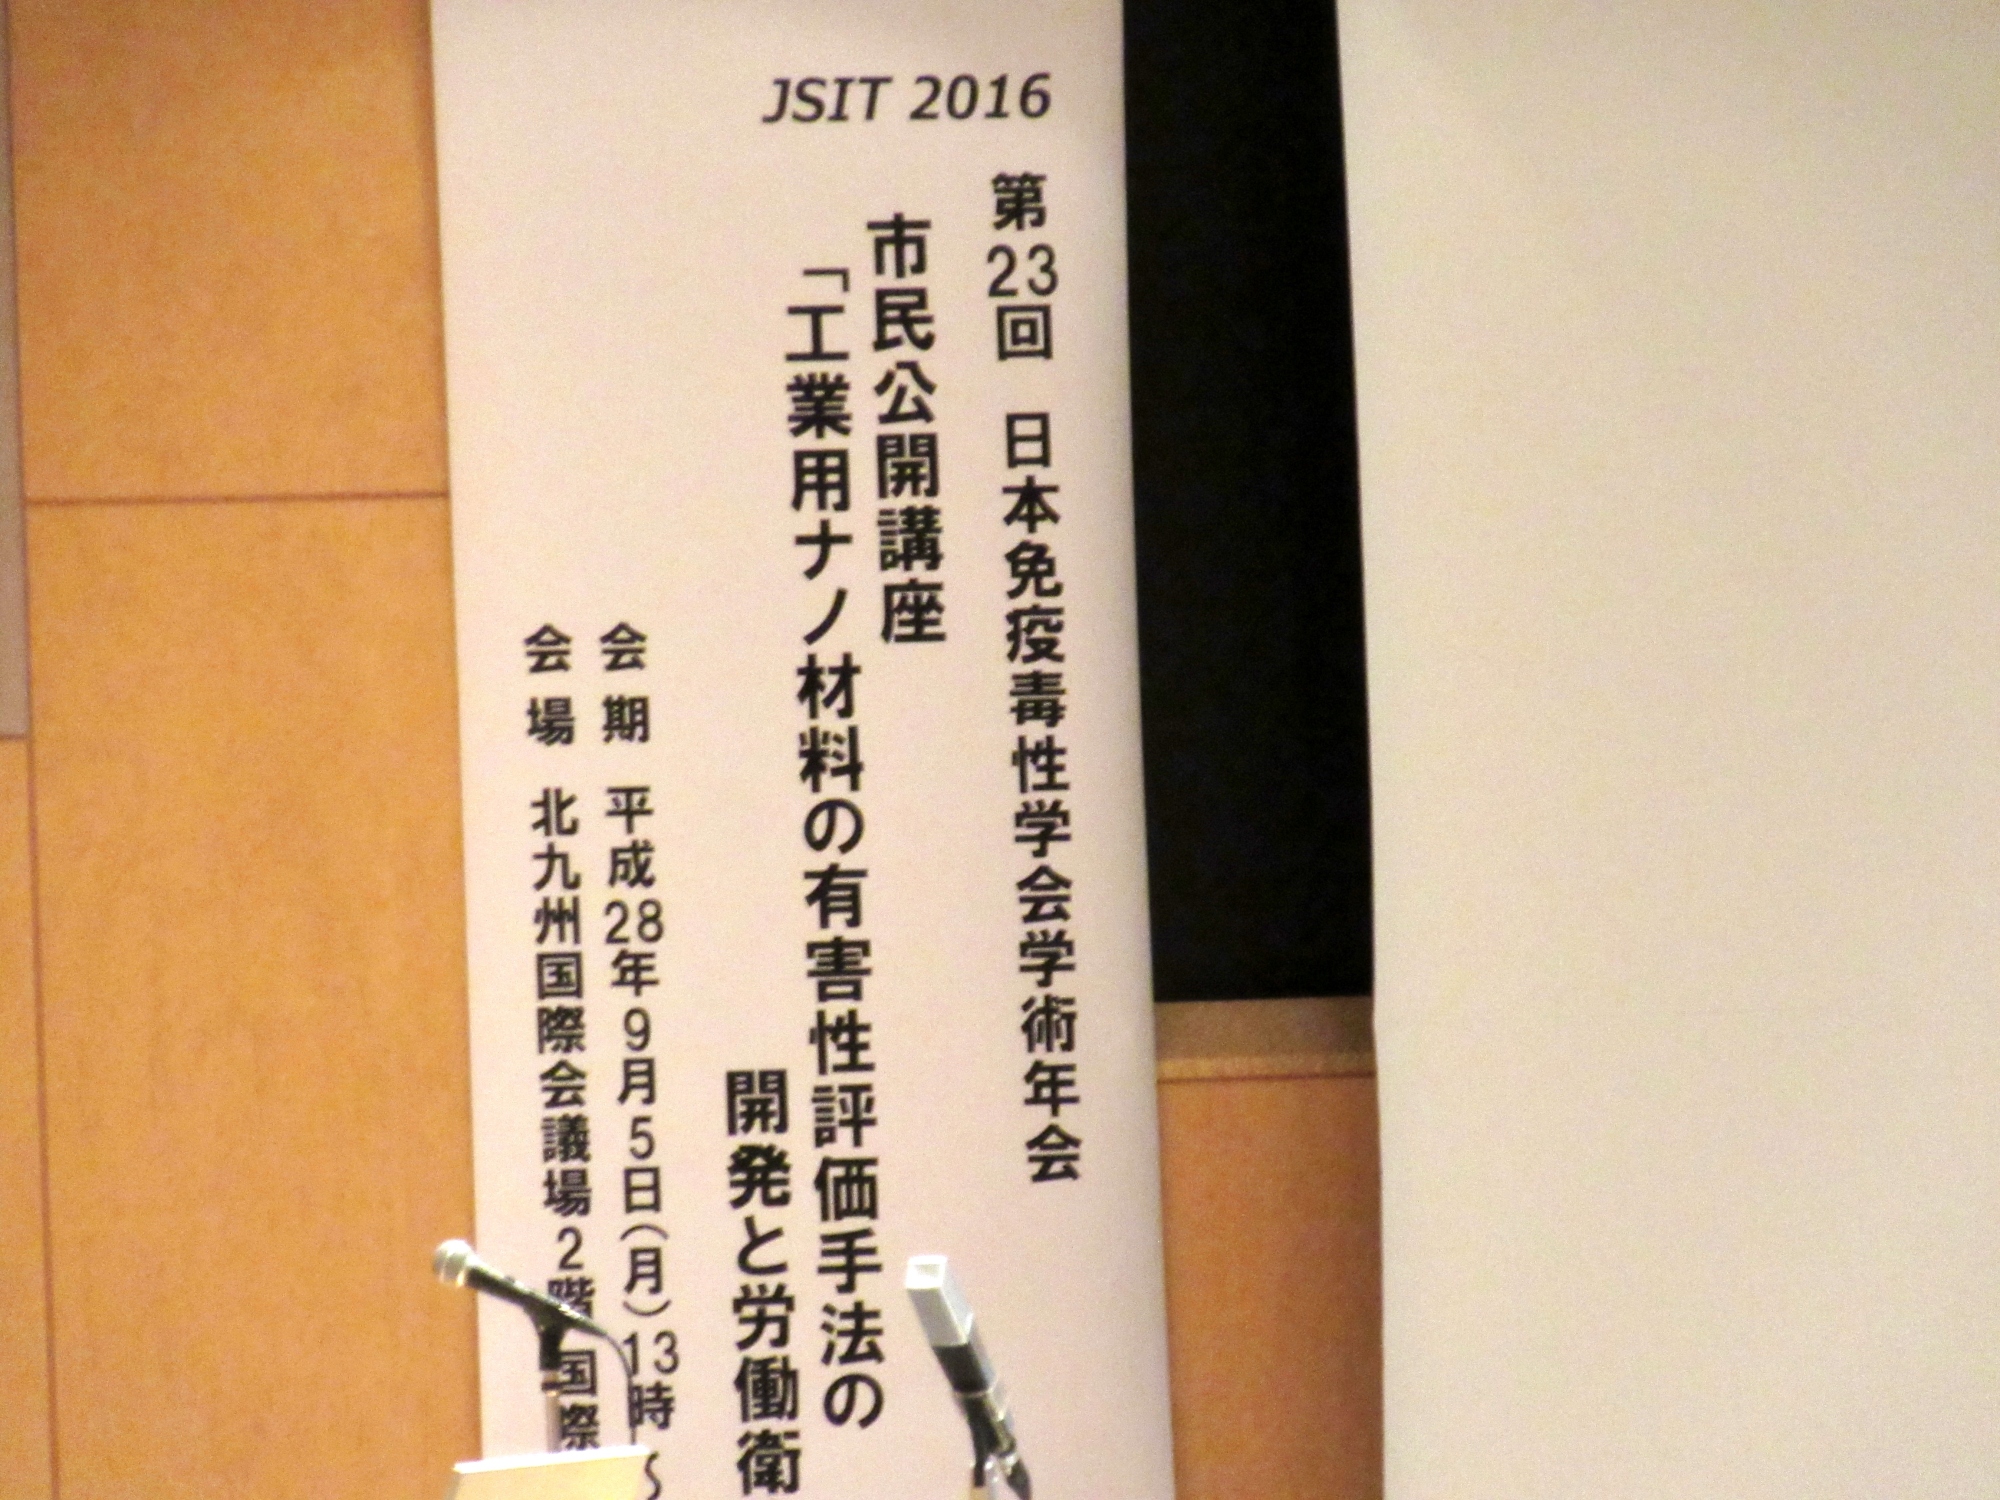 JSIT 2016
第23回 日本免疫毒性学会学術年会
市民公開講座
「工業用ナノ材料の有害性評価手法の
開発と労働衛
会期 平成28年9月5日(月)13時～
会場 北九州国際会議場2階 国際